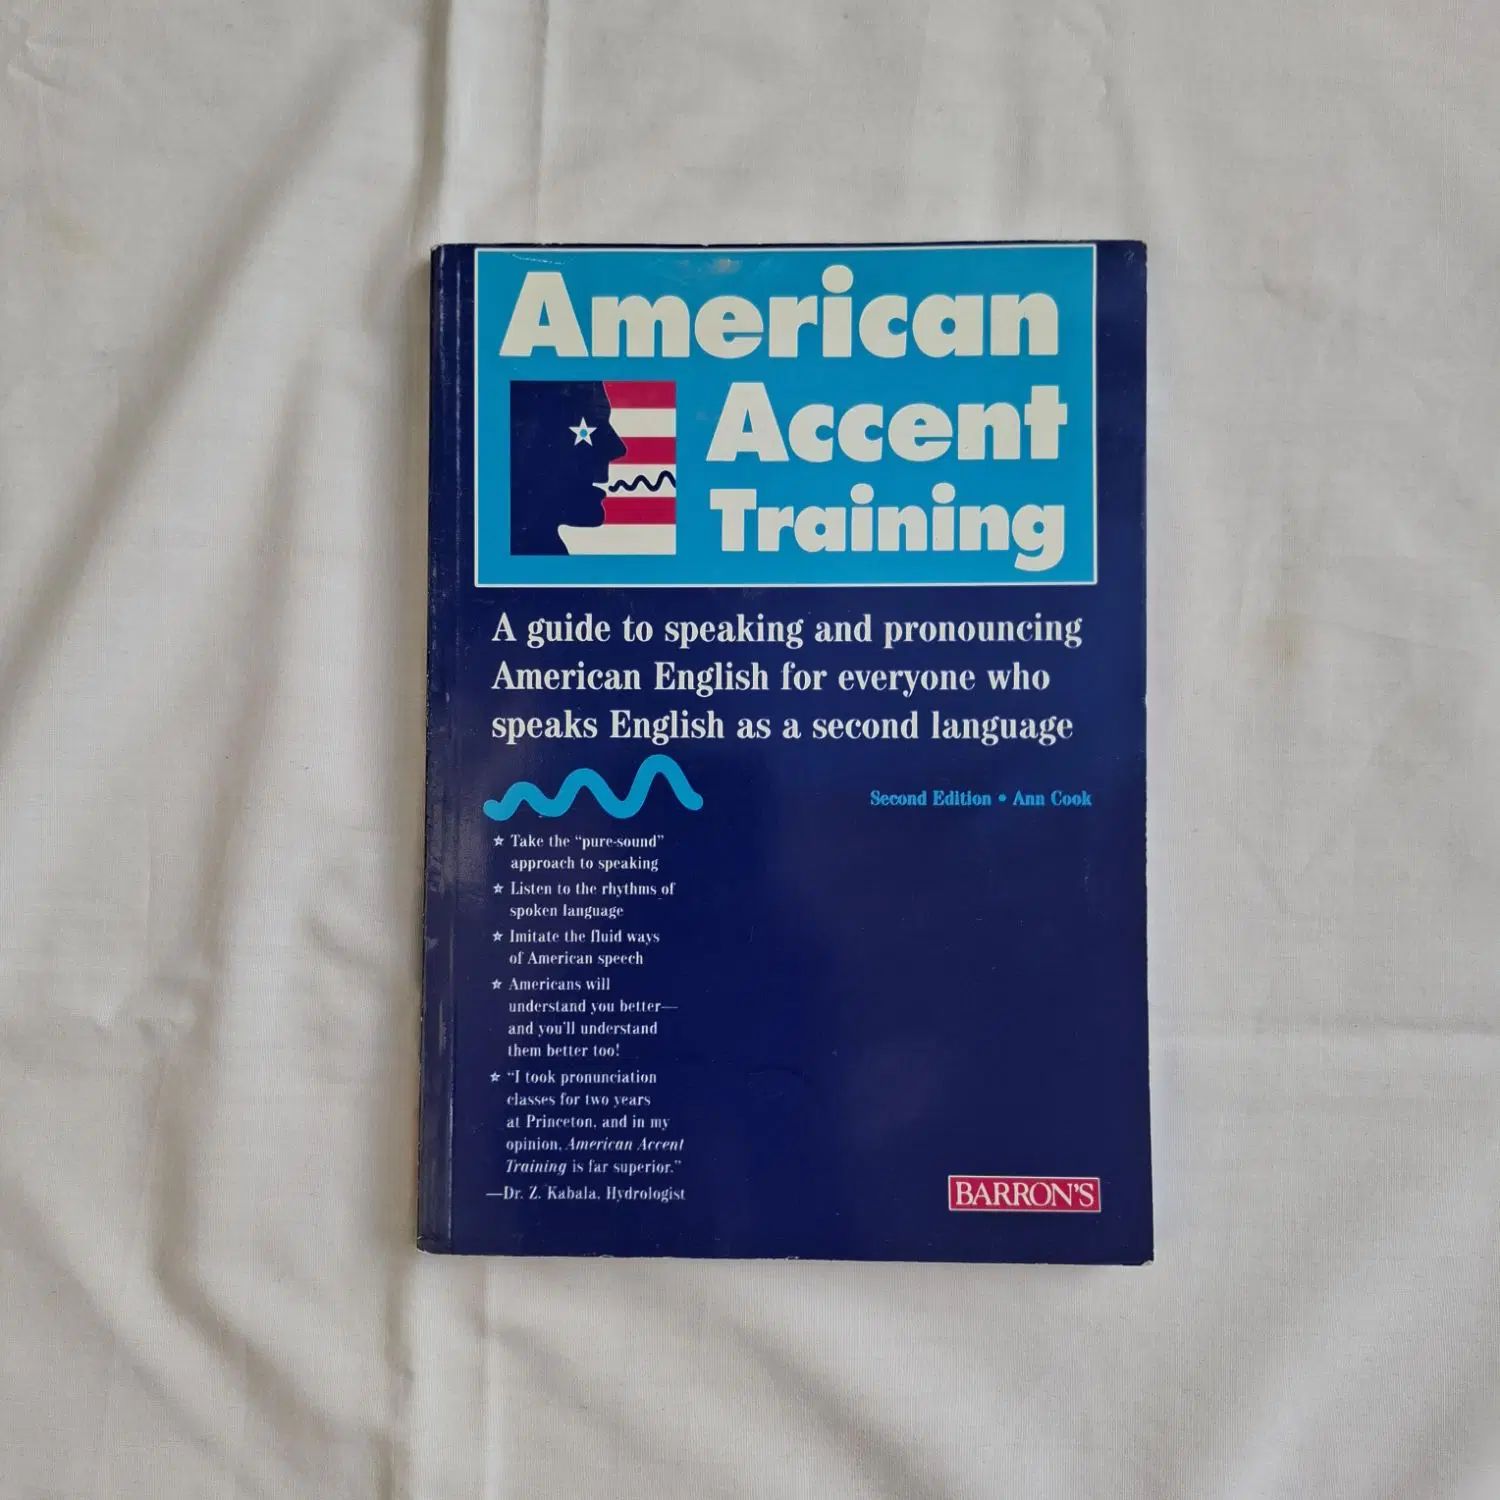 American
Accent
Training
A guide to speaking and pronouncing
American English for everyone who
speaks English as a second language
Second Edition • Ann Cook
☆ Take the “pure-sound”
approach to speaking
☆ Listen to the rhythms of
spoken language
☆ Imitate the fluid ways
of American speech
☆ Americans will
understand you better—
and you’ll understand
them better too!
☆ “I took pronunciation
classes for two years
at Princeton, and in my
opinion, American Accent
Training is far superior.”
—Dr. Z. Kabala, Hydrologist
BARRON’S